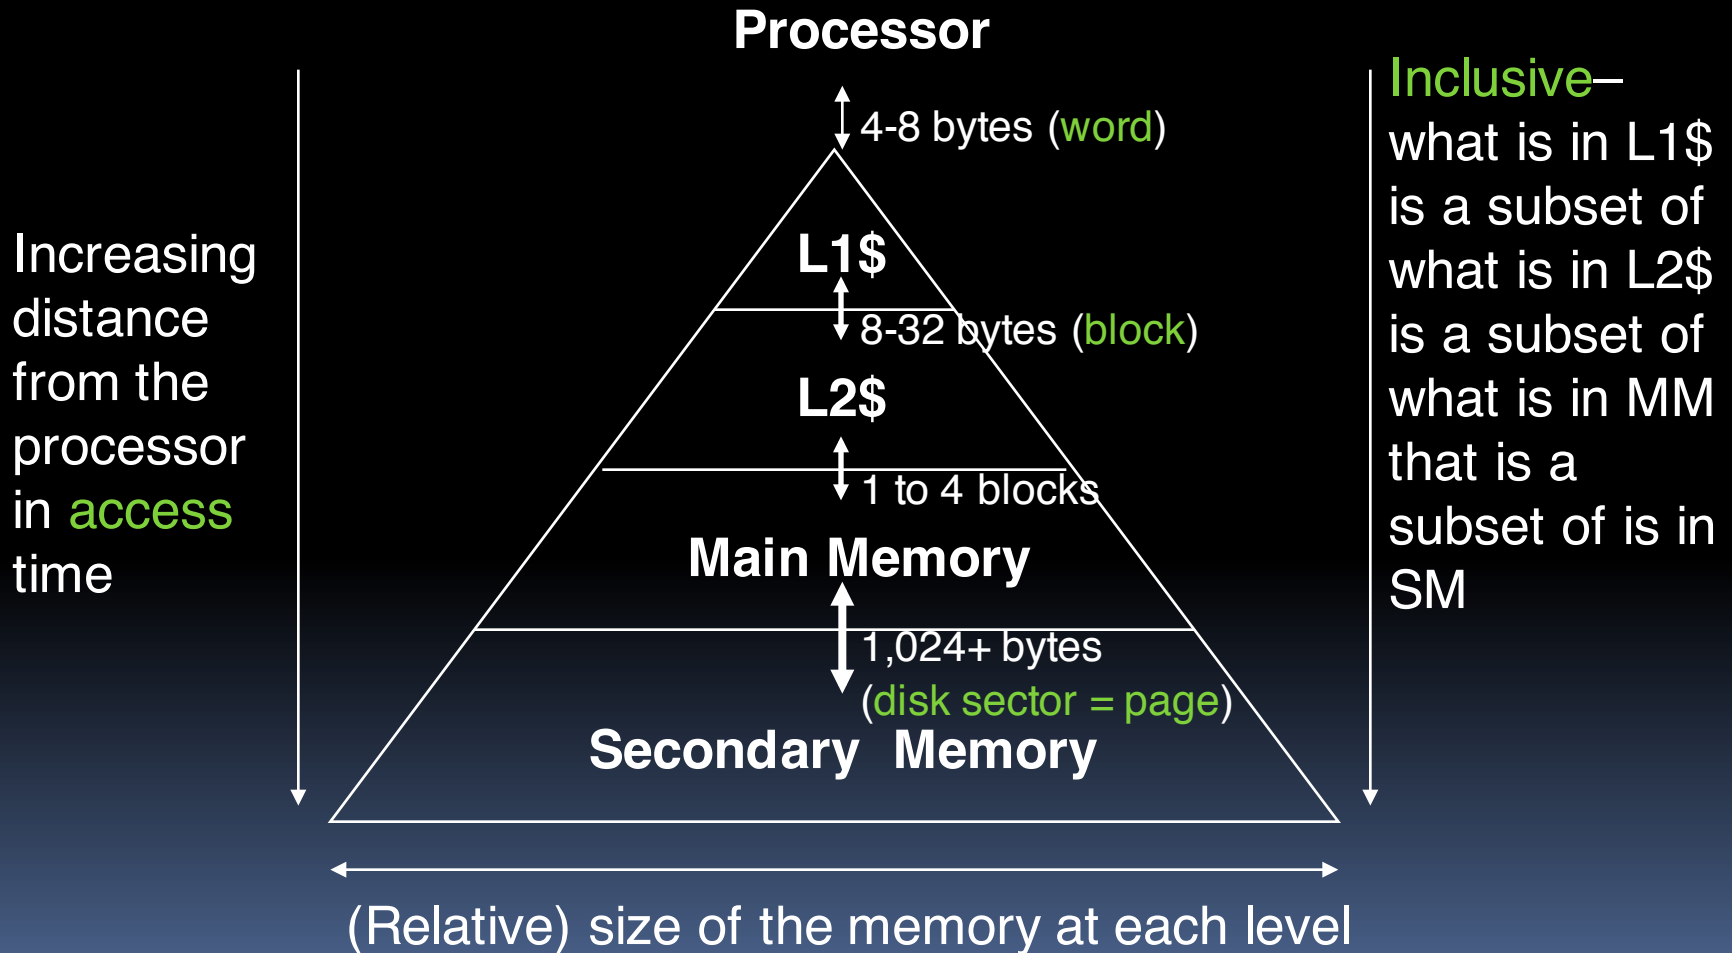 Processor
4-8 bytes (word)
Increasing
distance
from the
processor
in access
time
L1$
8-32 bytes (block)
L2$
1 to 4 blocks
Main Memory
1,024+ bytes
(disk sector = page)
Secondary Memory
Inclusive–
what is in L1$
is a subset of
what is in L2$
is a subset of
what is in MM
that is a
subset of is in
SM
(Relative) size of the memory at each level